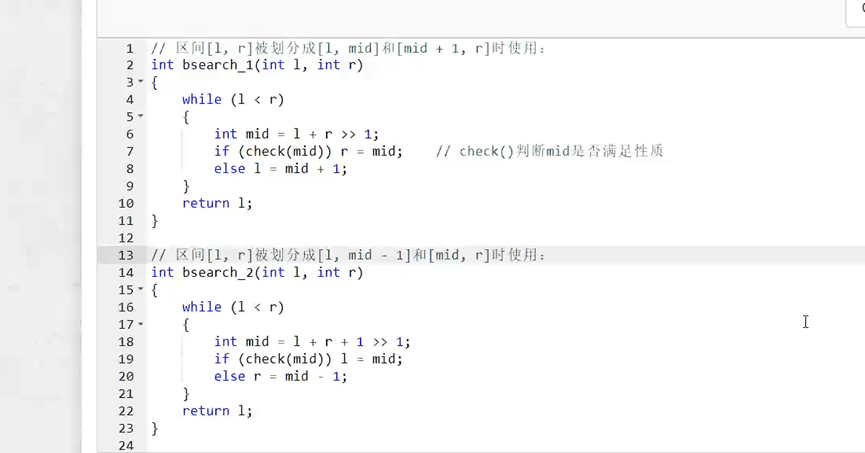 1 // 区间[l, r]被划分成[l, mid]和[mid + 1, r]时使用：
2 int bsearch_1(int l, int r)
3 {
4 while (l < r)
5 {
6 int mid = l + r >> 1;
7 if (check(mid)) r = mid; // check()判断mid是否满足性质
8 else l = mid + 1;
9 }
10 return l;
11 }
12
13 // 区间[l, r]被划分成[l, mid - 1]和[mid, r]时使用：
14 int bsearch_2(int l, int r)
15 {
16 while (l < r)
17 {
18 int mid = l + r + 1 >> 1;
19 if (check(mid)) l = mid;
20 else r = mid - 1;
21 }
22 return l;
23 }
24